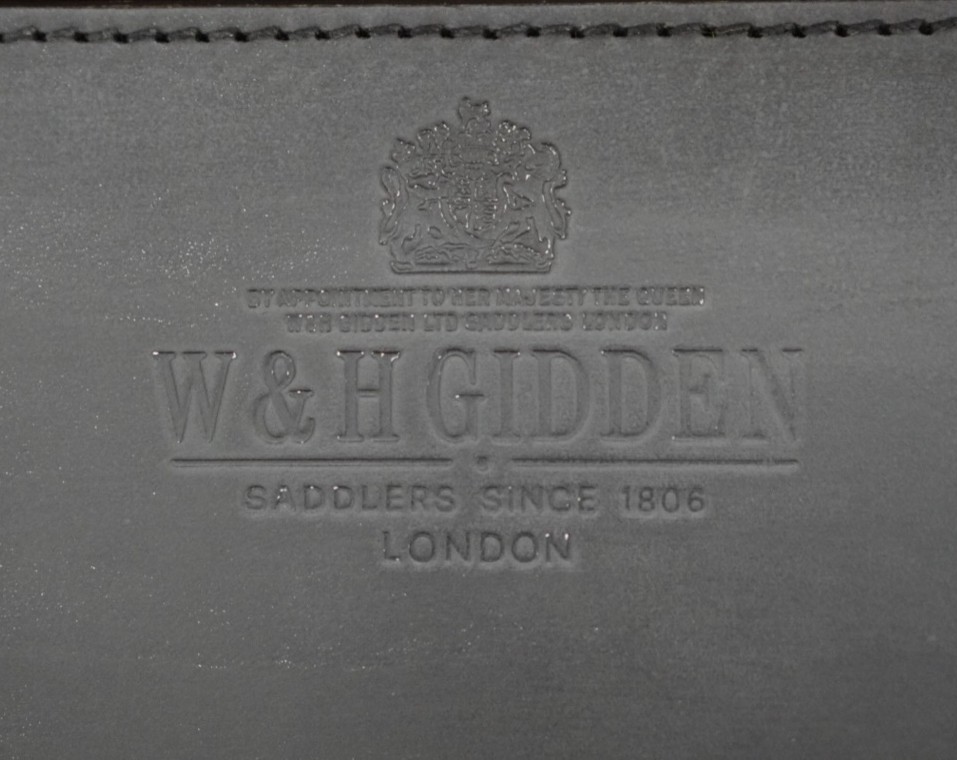 BY APPOINTMENT TO HER MAJESTY THE QUEEN
W&H GIDDEN LTD SADDLERS LONDON
W & H GIDDEN
SADDLERS SINCE 1806
LONDON